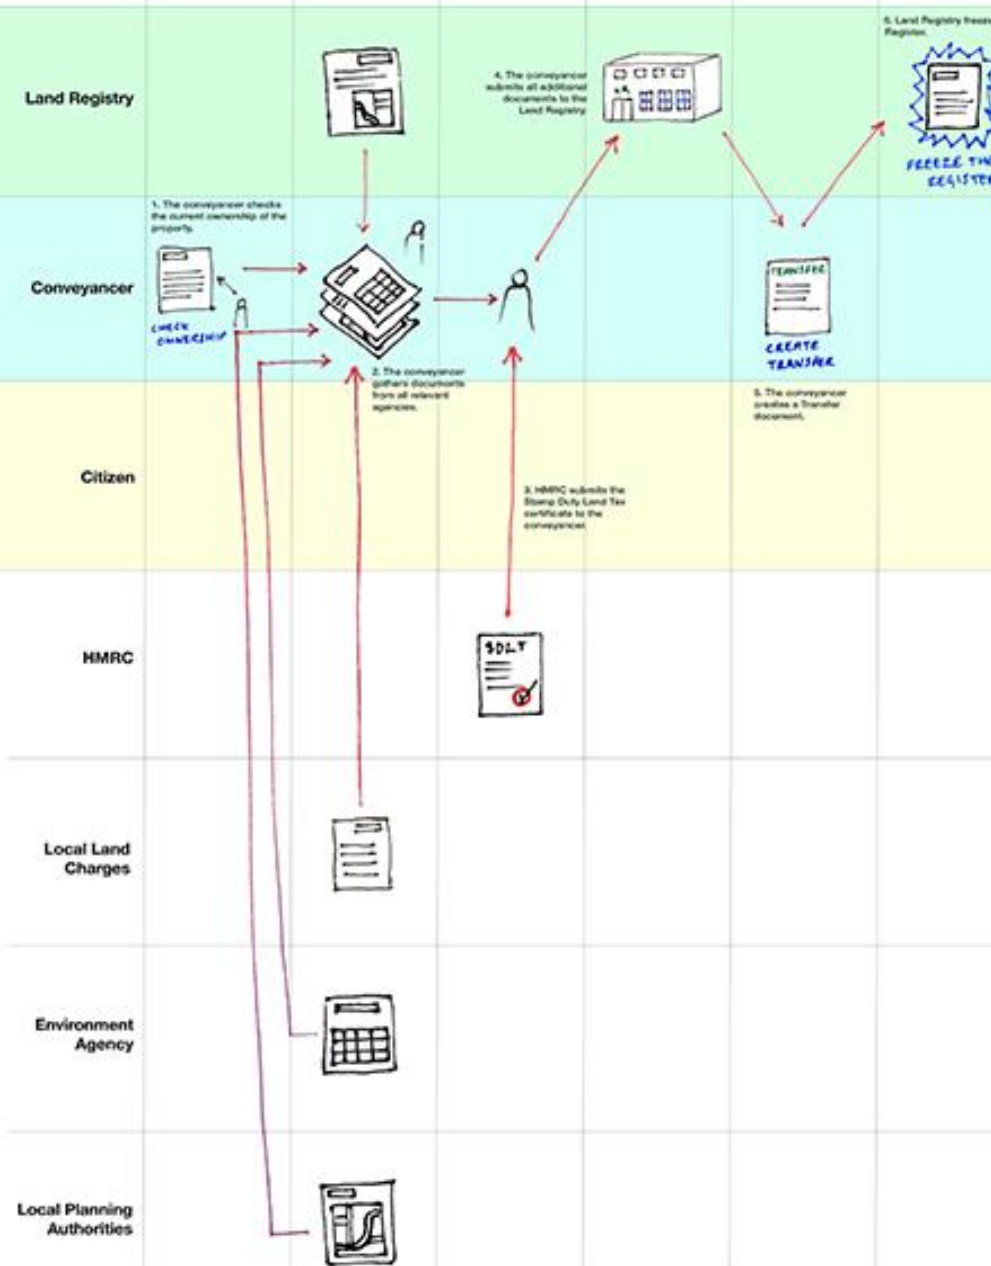 6. Land Registry
Register.
Land Registry
4. The conveyancer
submits all additional
documents to the
Land Registry.
FREEZE
REGISTER
1. The conveyancer checks
the current ownership of the
property.
Conveyancer
CHECK
OWNERSHIP
TRANSFER
CREATE
TRANSFER
2. The conveyancer
gathers documents
from all relevant
agencies.
5. The conveyancer
creates a Transfer
document.
Citizen
3. HMRC submits the
Stamp Duty Land Tax
certificate to the
conveyancer.
HMRC
SDLT
Local Land
Charges
Environment
Agency
Local Planning
Authorities